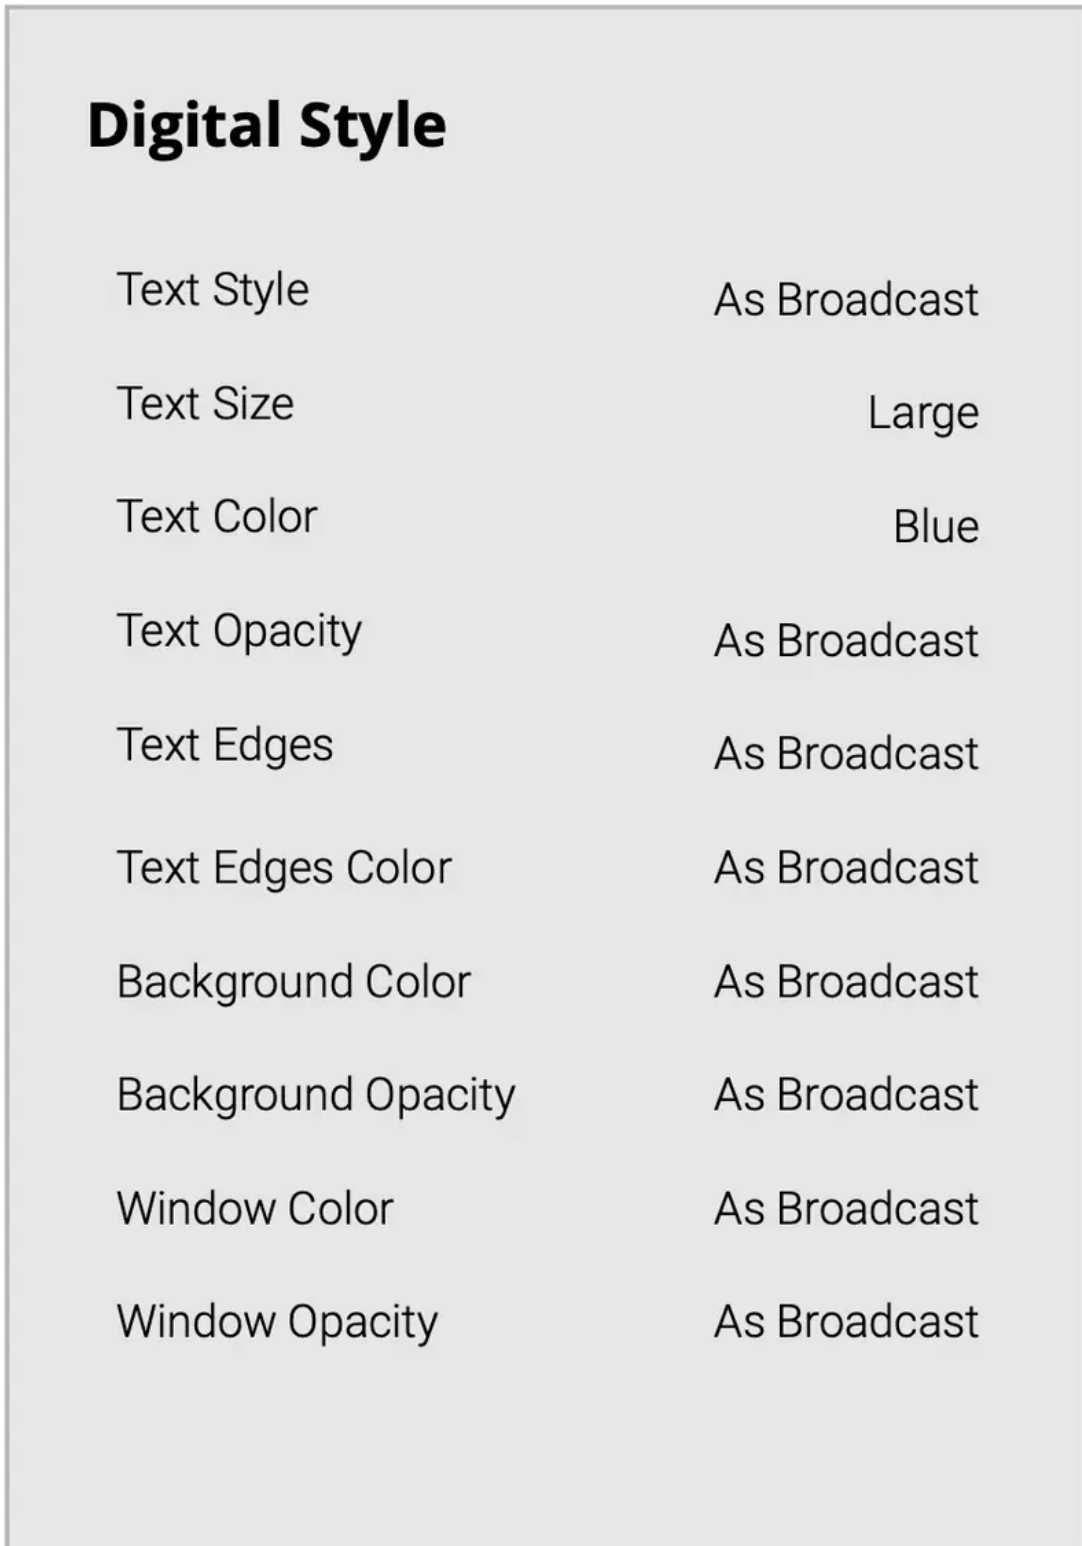 Digital Style
Text Style As Broadcast
Text Size Large
Text Color Blue
Text Opacity As Broadcast
Text Edges As Broadcast
Text Edges Color As Broadcast
Background Color As Broadcast
Background Opacity As Broadcast
Window Color As Broadcast
Window Opacity As Broadcast